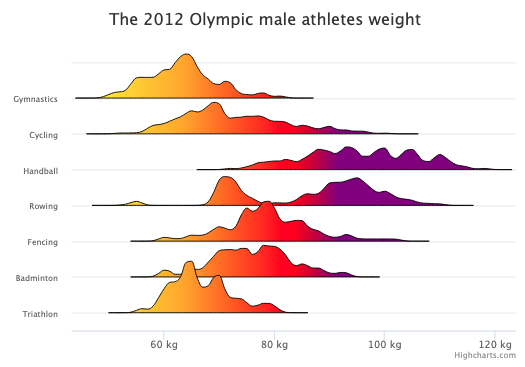 The 2012 Olympic male athletes weight
Gymnastics
Cycling
Handball
Rowing
Fencing
Badminton
Triathlon
60 kg 80 kg 100 kg 120 kg
Highcharts.com